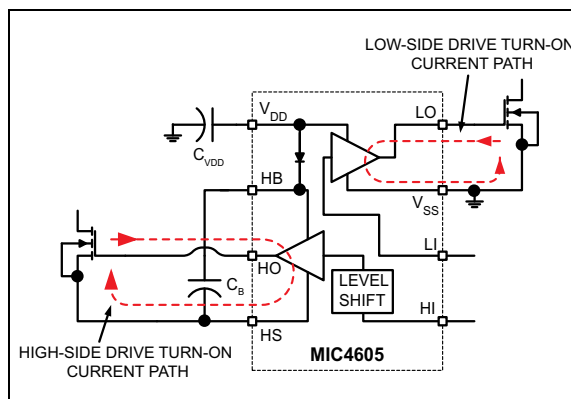 LOW-SIDE DRIVE TURN-ON
CURRENT PATH
VDD
LO
CVDD
HB
VSS
HO
LI
CB
LEVEL
SHIFT
HI
HS
MIC4605
HIGH-SIDE DRIVE TURN-ON
CURRENT PATH